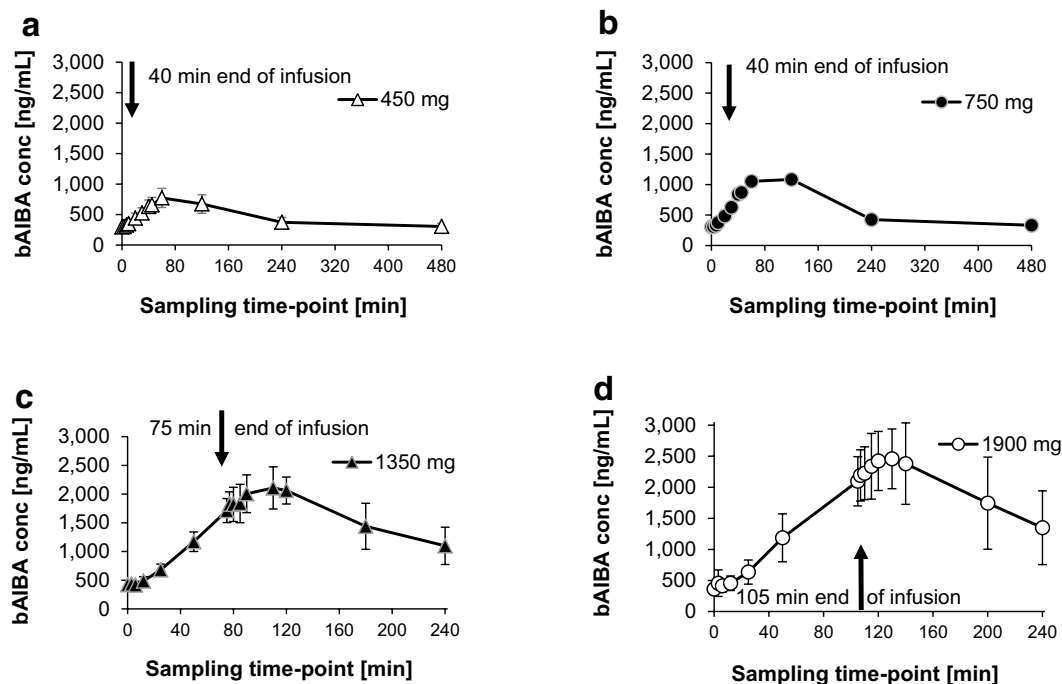 a
3,000
2,500
2,000
1,500
1,000
500
0
bAIBA conc [ng/mL]
40 min end of infusion
450 mg
0 80 160 240 320 400 480
Sampling time-point [min]
b
3,000
2,500
2,000
1,500
1,000
500
0
bAIBA conc [ng/mL]
40 min end of infusion
750 mg
0 80 160 240 320 400 480
Sampling time-point [min]
c
3,000
2,500
2,000
1,500
1,000
500
0
bAIBA conc [ng/mL]
75 min end of infusion
1350 mg
0 40 80 120 160 200 240
Sampling time-point [min]
d
3,000
2,500
2,000
1,500
1,000
500
0
bAIBA conc [ng/mL]
1900 mg
105 min end of infusion
0 40 80 120 160 200 240
Sampling time-point [min]